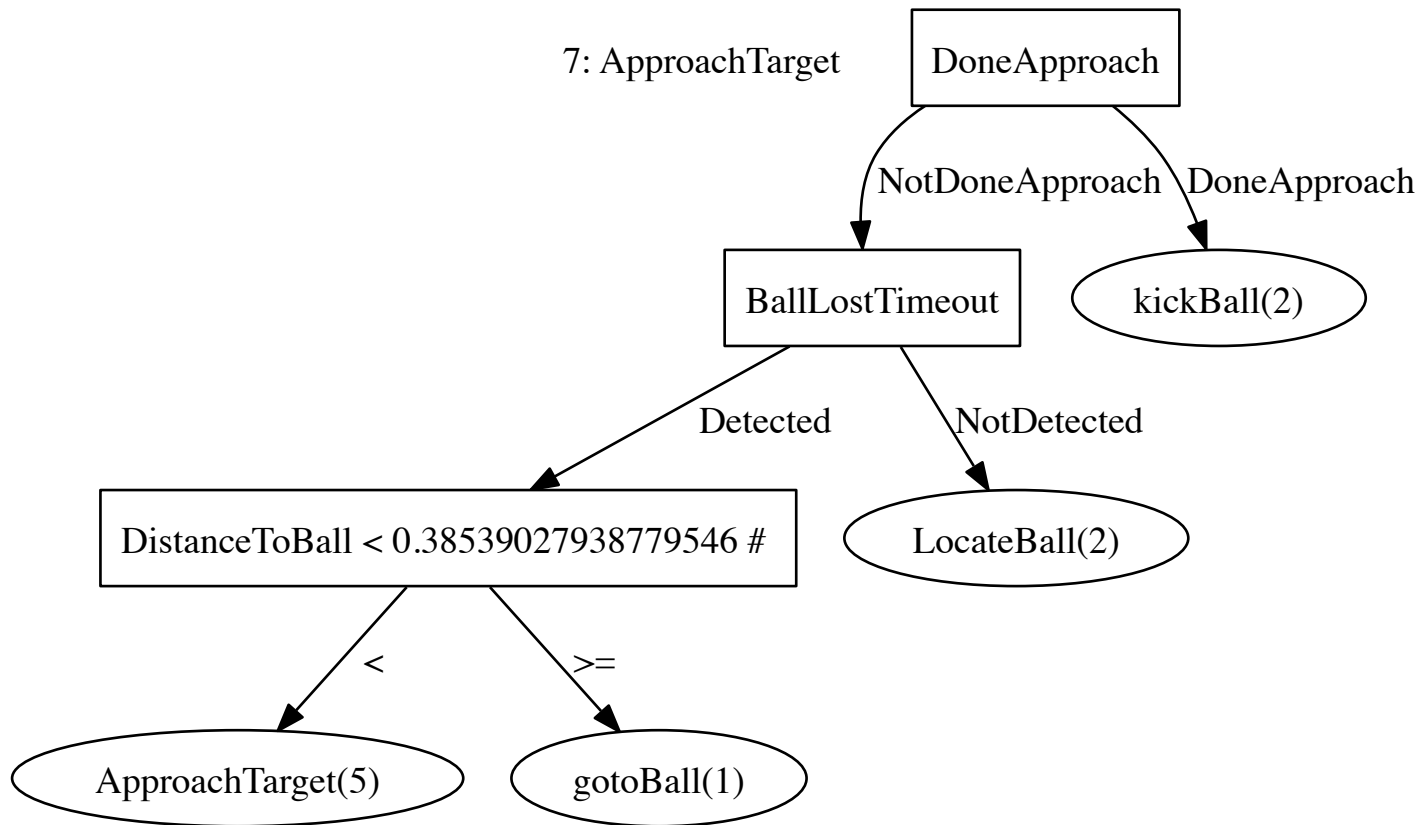 7: ApproachTarget
DoneApproach
NotDoneApproach
DoneApproach
BallLostTimeout
kickBall(2)
Detected
NotDetected
DistanceToBall < 0.38539027938779546 #
LocateBall(2)
<
>=
ApproachTarget(5)
gotoBall(1)